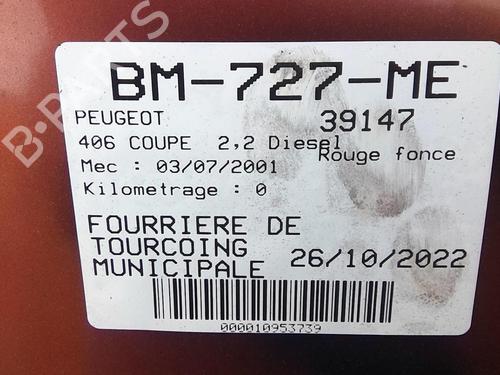 BM-727-ME
PEUGEOT 39147
406 COUPE 2,2 Diesel
Rouge fonce
Mec : 03/07/2001
Kilometrage : 0
FOURRIERE DE
TOURCOING
MUNICIPALE 26/10/2022
000010953739
B-PARTS